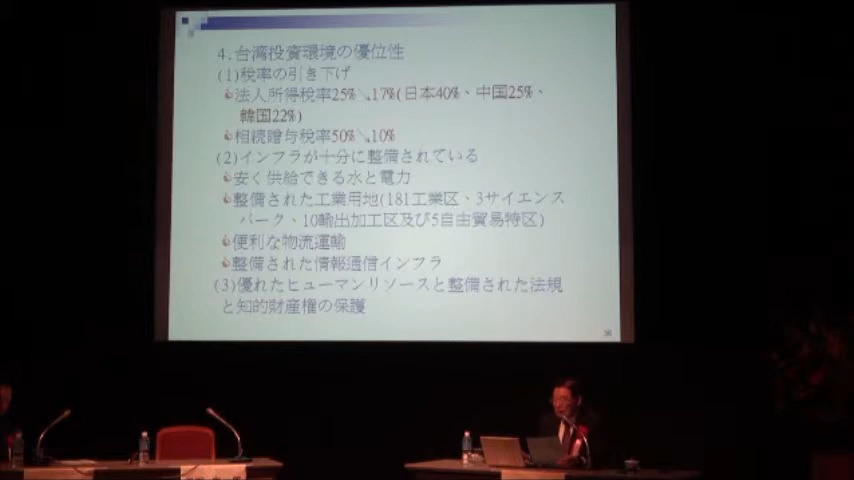 4.台湾投資環境の優位性
(1)税率の引き下げ
法人所得税率25%↘17%(日本40%、中国25%、
韓国22%)
相続贈与税率50%↘10%
(2)インフラが十分に整備されている
安く供給できる水と電力
整備された工業用地(181工業区、3サイエンス
パーク、10輸出加工区及び5自由貿易特区)
便利な物流運輸
整備された情報通信インフラ
(3)優れたヒューマンリソースと整備された法規
と知的財産権の保護